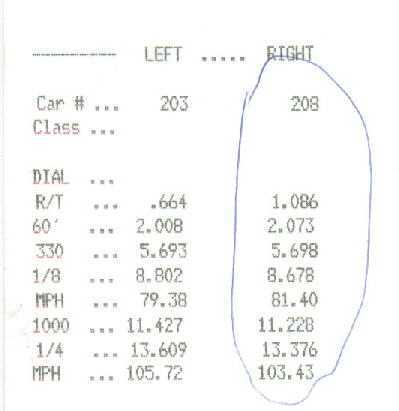 -------------- LEFT ..... RIGHT
Car # ... 203 208
Class ...
DIAL ...
R/T ... .664 1.086
60' ... 2.008 2.073
330 ... 5.693 5.698
1/8 ... 8.802 8.678
MPH ... 79.38 81.40
1000 ... 11.427 11.228
1/4 ... 13.609 13.376
MPH ... 105.72 103.43